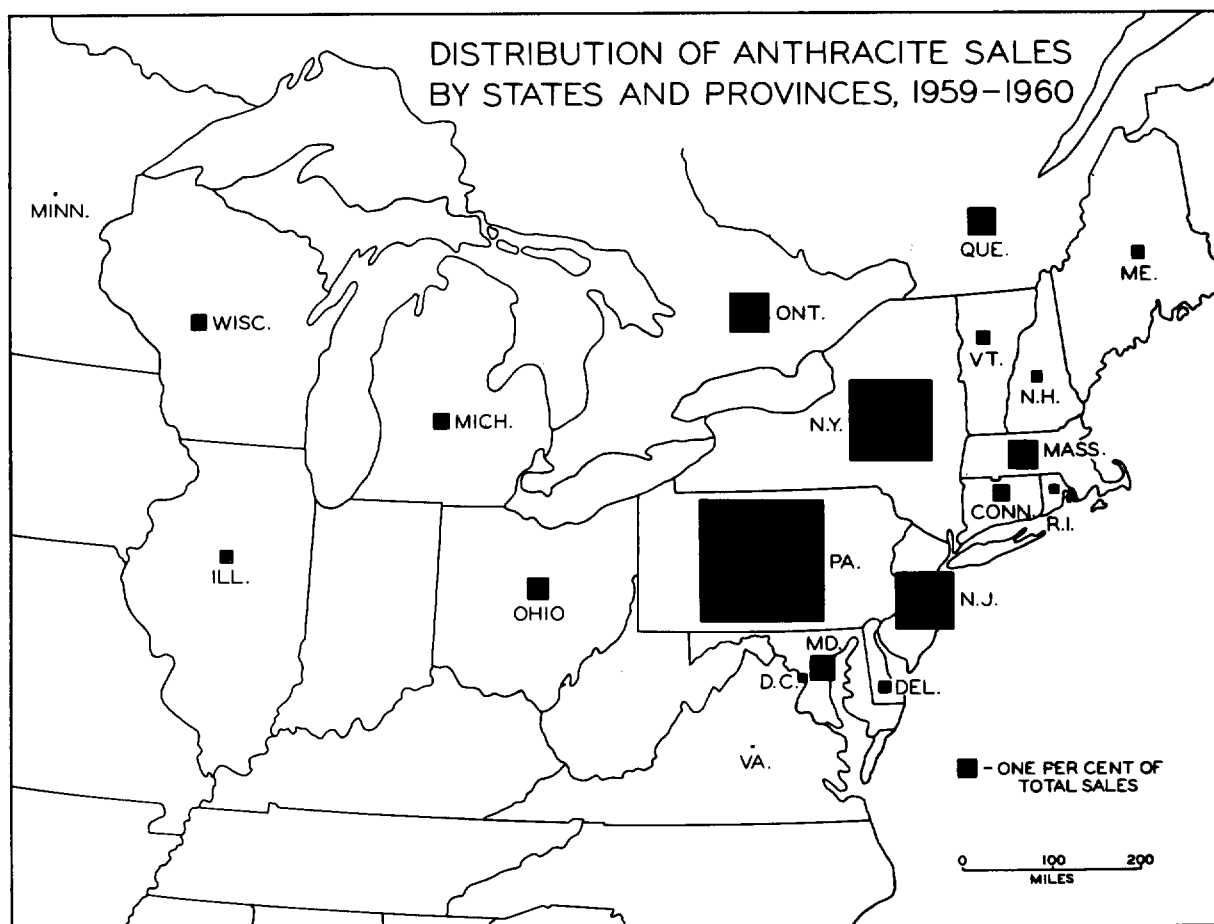 DISTRIBUTION OF ANTHRACITE SALES
BY STATES AND PROVINCES, 1959-1960
MINN.
QUE.
ME.
WISC.
ONT.
VT.
N.H.
MICH.
N.Y.
MASS.
CONN.
R.I.
ILL.
OHIO
PA.
N.J.
MD.
D.C.
DEL.
VA.
- ONE PER CENT OF
TOTAL SALES
0 100 200
MILES